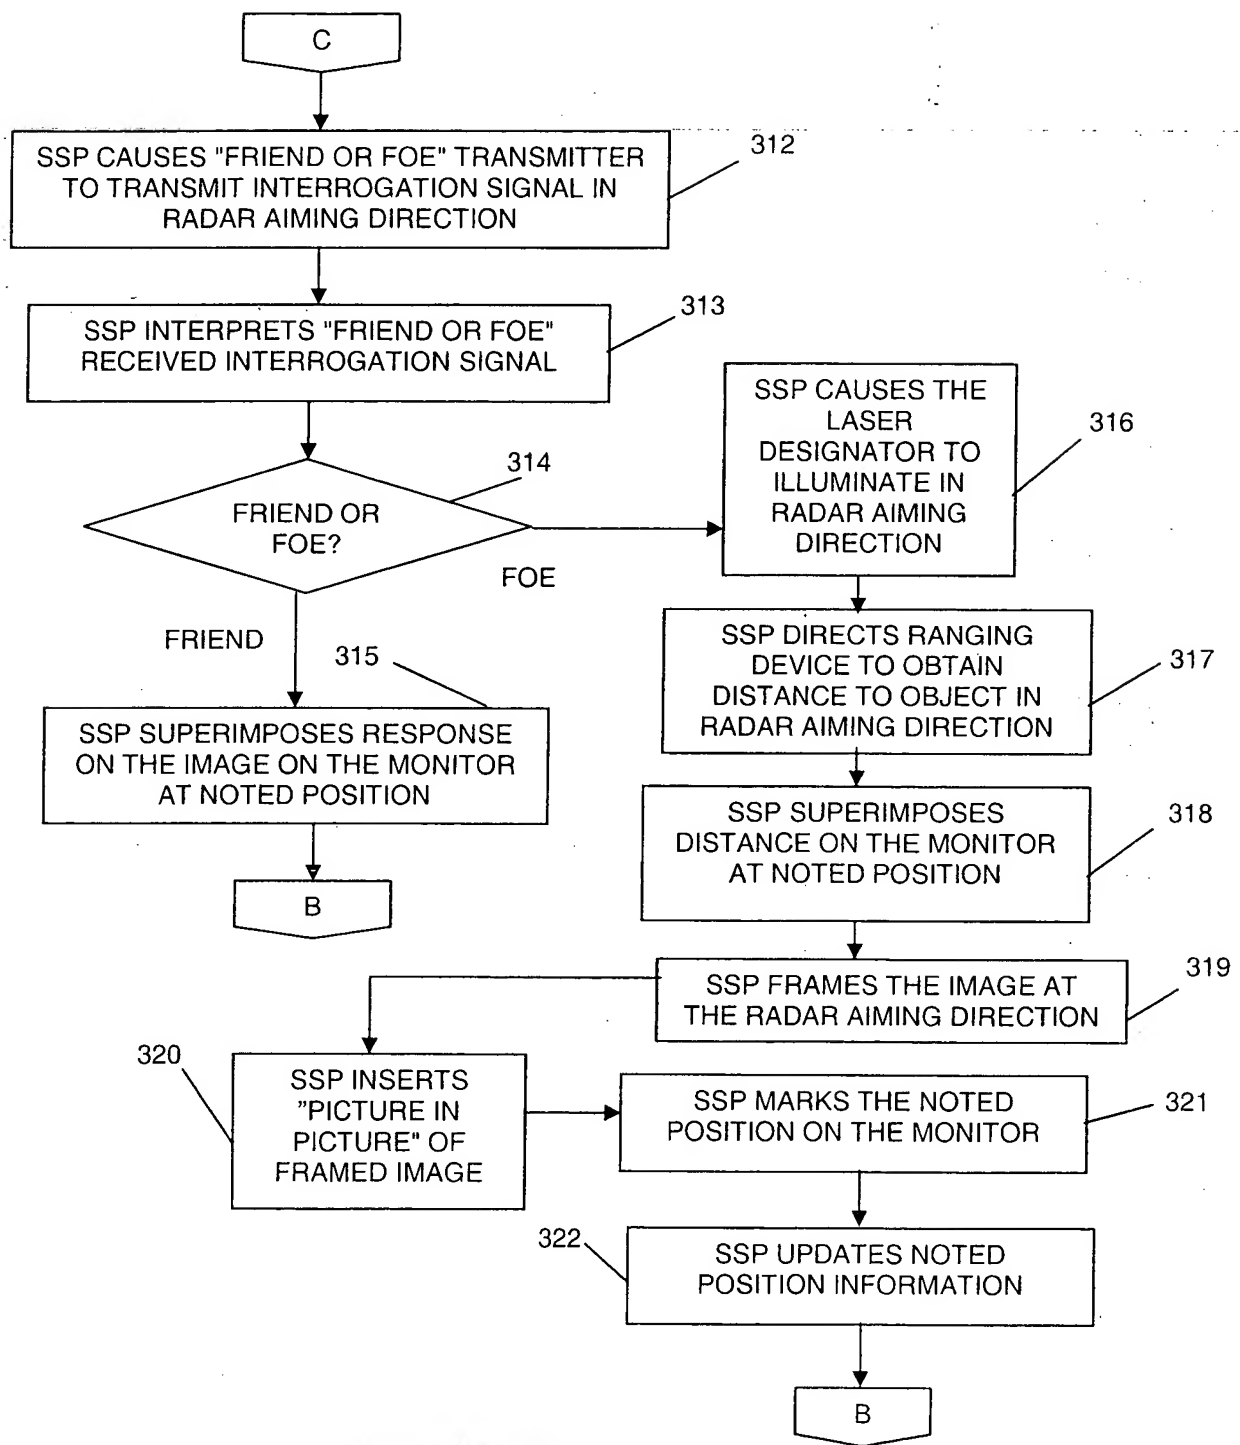 C
SSP CAUSES "FRIEND OR FOE" TRANSMITTER
TO TRANSMIT INTERROGATION SIGNAL IN
RADAR AIMING DIRECTION
312
SSP INTERPRETS "FRIEND OR FOE"
RECEIVED INTERROGATION SIGNAL
313
FRIEND OR
FOE?
314
FOE
FRIEND
315
SSP SUPERIMPOSES RESPONSE
ON THE IMAGE ON THE MONITOR
AT NOTED POSITION
B
SSP CAUSES THE
LASER
DESIGNATOR TO
ILLUMINATE IN
RADAR AIMING
DIRECTION
316
SSP DIRECTS RANGING
DEVICE TO OBTAIN
DISTANCE TO OBJECT IN
RADAR AIMING DIRECTION
317
SSP SUPERIMPOSES
DISTANCE ON THE MONITOR
AT NOTED POSITION
318
SSP FRAMES THE IMAGE AT
THE RADAR AIMING DIRECTION
319
320
SSP INSERTS
"PICTURE IN
PICTURE" OF
FRAMED IMAGE
SSP MARKS THE NOTED
POSITION ON THE MONITOR
321
322
SSP UPDATES NOTED
POSITION INFORMATION
B